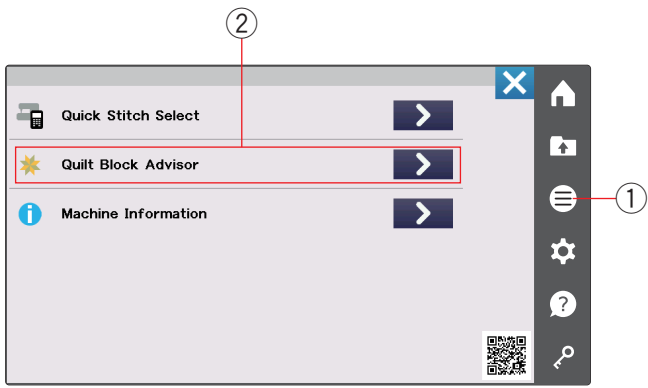 ②
Quick Stitch Select
Quilt Block Advisor
①
Machine Information